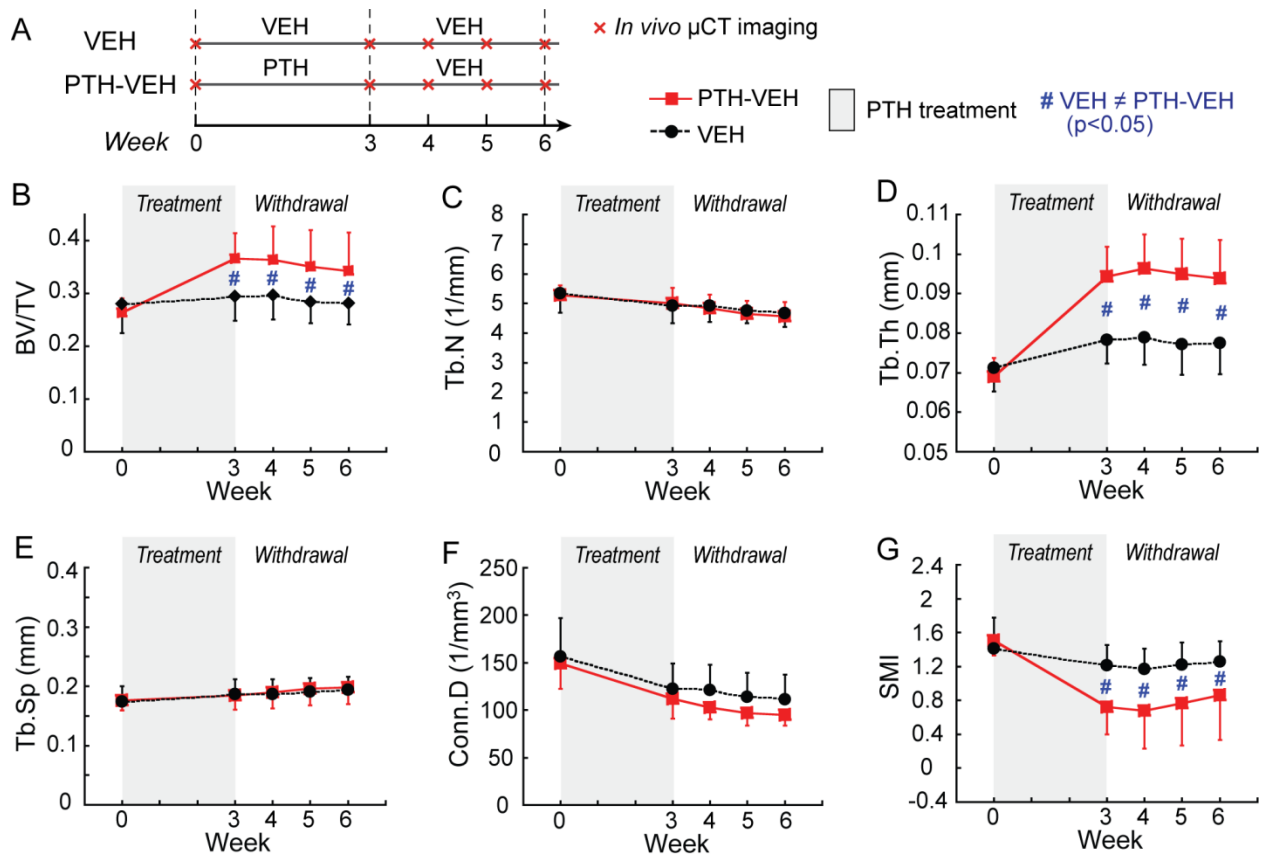 A
VEH
VEH
VEH
× In vivo µCT imaging
PTH-VEH
PTH
VEH
Week
0
3
4
5
6
PTH-VEH
VEH
PTH treatment
# VEH ≠ PTH-VEH
(p<0.05)
B
Treatment
Withdrawal
BV/TV
0.4
0.3
0.2
0.1
0
# # # #
0
3
4
5
6
Week
C
Treatment
Withdrawal
Tb.N (1/mm)
8
7
6
5
4
3
2
1
0
0
3
4
5
6
Week
D
Treatment
Withdrawal
Tb.Th (mm)
0.11
0.1
0.09
0.08
0.07
0.06
0.05
# # # #
0
3
4
5
6
Week
E
Treatment
Withdrawal
Tb.Sp (mm)
0.4
0.3
0.2
0.1
0
0
3
4
5
6
Week
F
Treatment
Withdrawal
Conn.D (1/mm³)
250
200
150
100
50
0
0
3
4
5
6
Week
G
Treatment
Withdrawal
SMI
2.4
2
1.6
1.2
0.8
0.4
0
-0.4
# # # #
0
3
4
5
6
Week